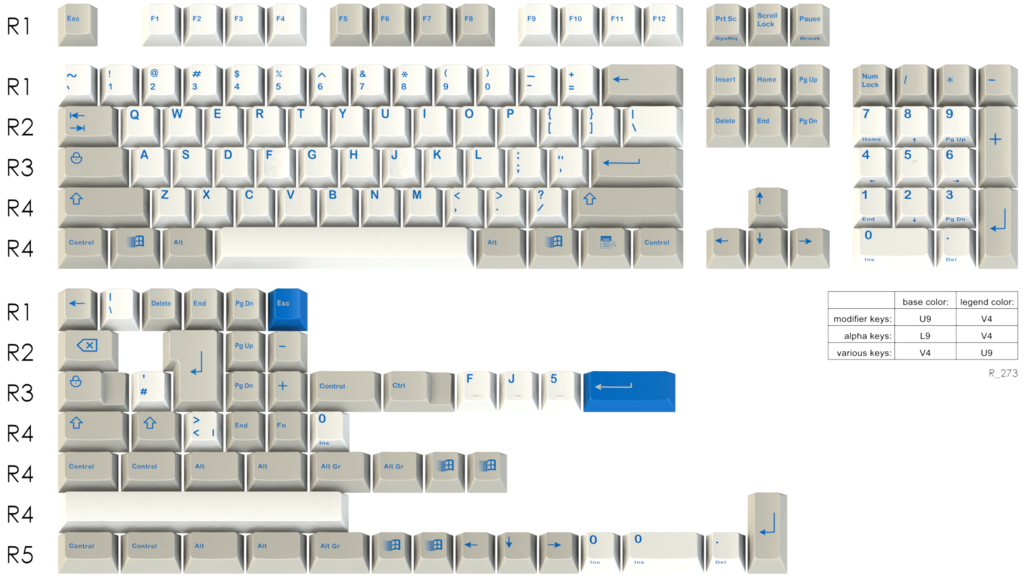 R1 Esc F1 F2 F3 F4 F5 F6 F7 F8 F9 F10 F11 F12 Prt Sc SysRq Scroll Lock Pause Break
R1 ~ ` ! 1 @ 2 # 3 $ 4 % 5 ^ 6 & 7 * 8 ( 9 ) 0 _ - + = ← Insert Home Pg Up Num Lock / * −
R2 Q W E R T Y U I O P { [ } ] | \ Delete End Pg Dn 7 Home 8 ↑ 9 Pg Up +
R3 A S D F G H J K L : ; " ' 4 ← 5 6 →
R4 Z X C V B N M < , > . ? / ↑ 1 End 2 ↓ 3 Pg Dn
R4 Control Alt Alt Control ← ↓ → 0 Ins . Del
R1 ← | \ Delete End Pg Dn Esc
R2 Pg Up −
R3 ' # Pg Dn + Control Ctrl F J 5
R4 > < | End Fn 0 Ins
R4 Control Control Alt Alt Alt Gr Alt Gr
R4
R5 Control Control Alt Alt Alt Gr ← ↓ → 0 Ins 0 Ins . Del
base color: legend color:
modifier keys: U9 V4
alpha keys: L9 V4
various keys: V4 U9
R_273